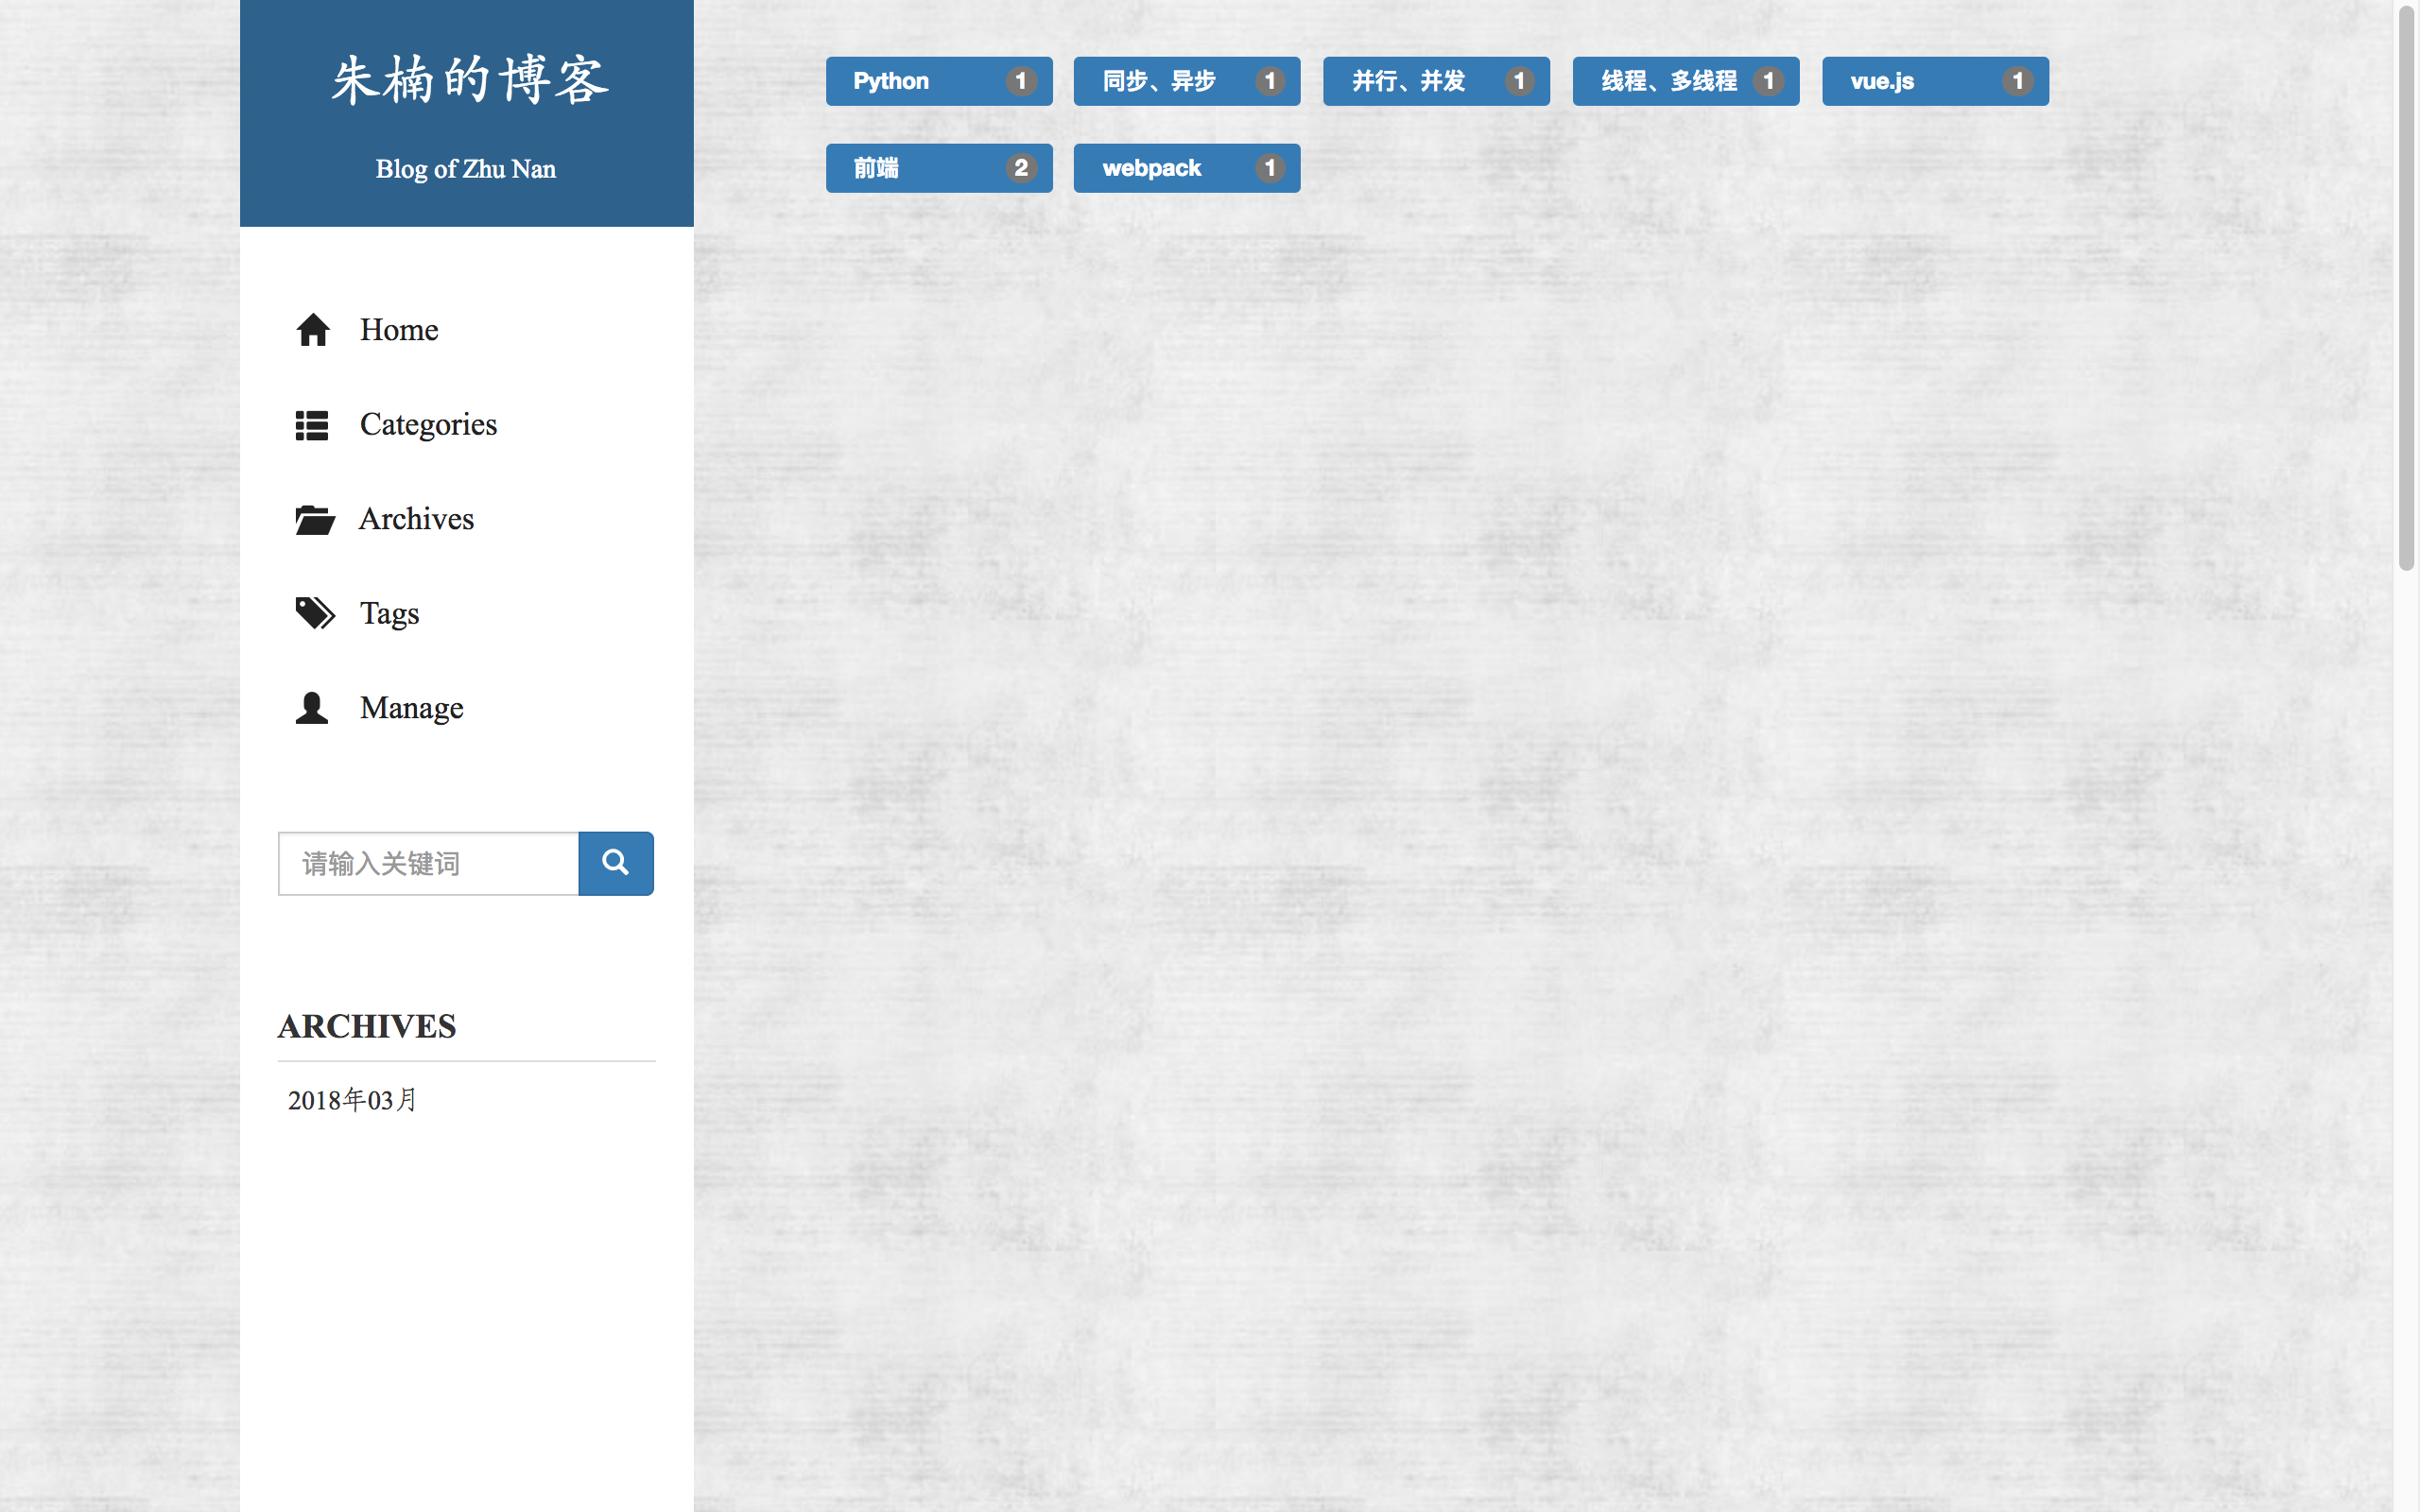 朱楠的博客
Blog of Zhu Nan
Home
Categories
Archives
Tags
Manage
请输入关键词
ARCHIVES
2018年03月
Python 1
同步、异步 1
并行、并发 1
线程、多线程 1
vue.js 1
前端 2
webpack 1